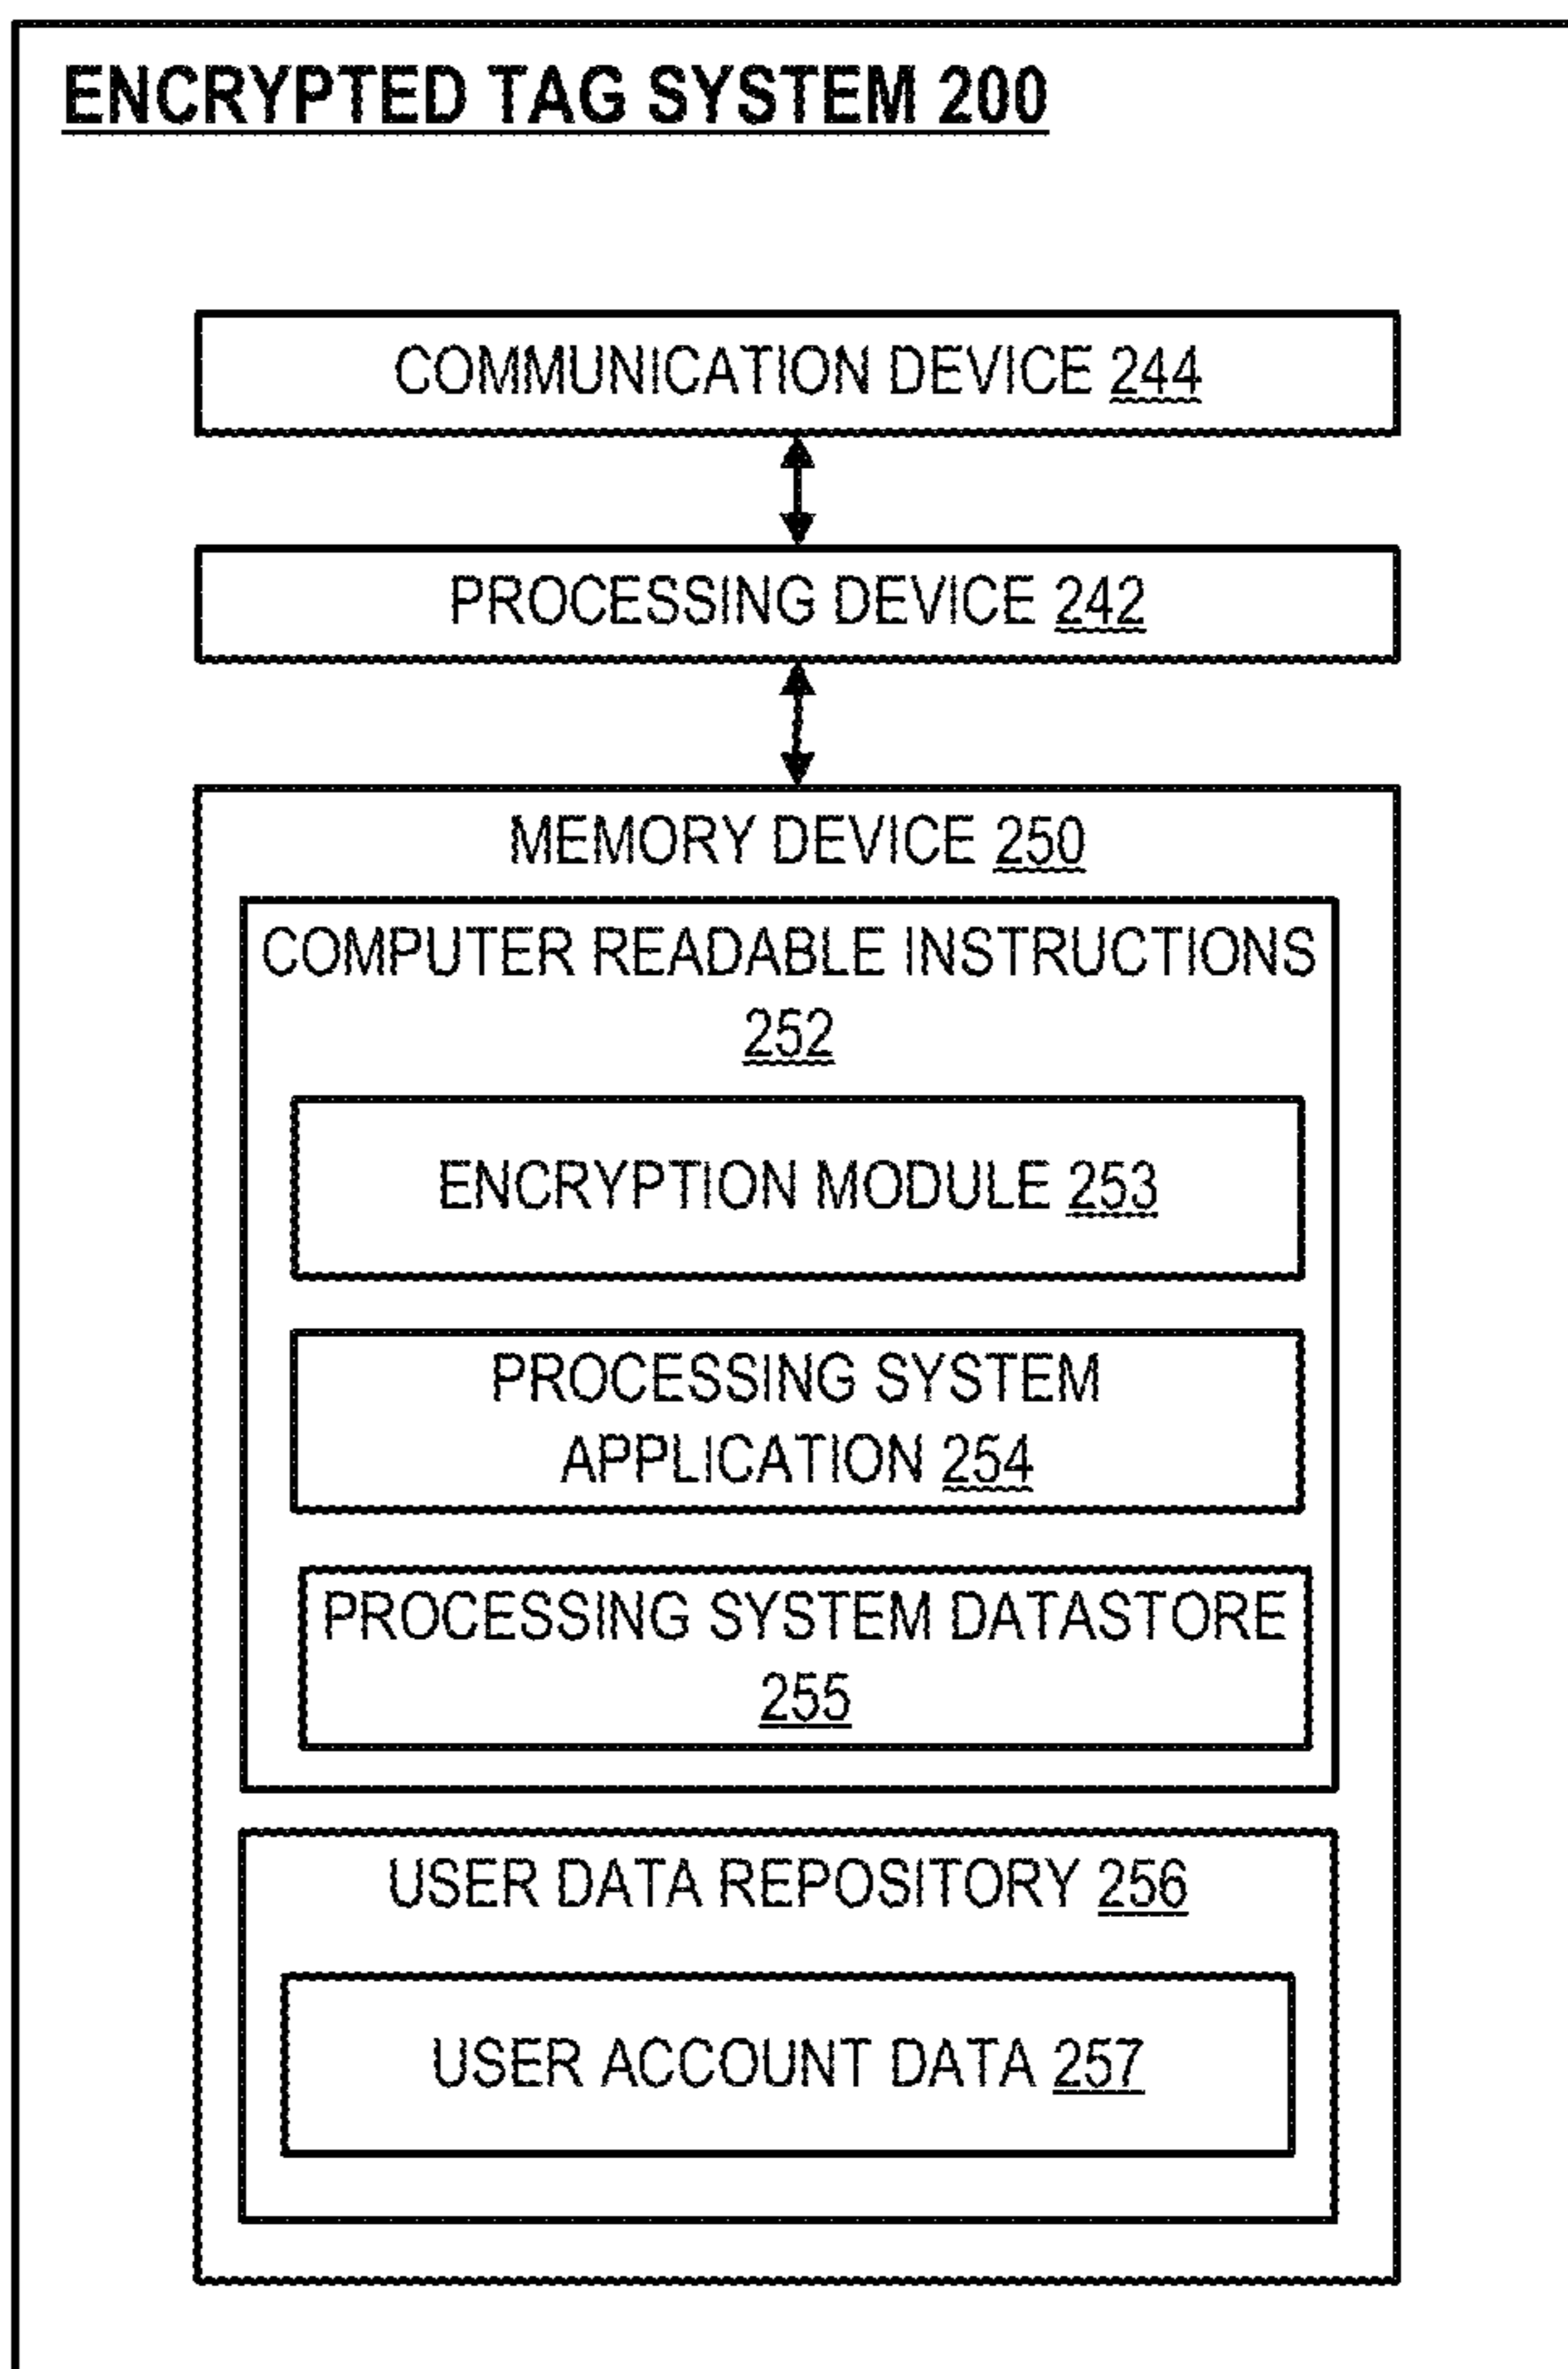 ENCRYPTED TAG SYSTEM 200
COMMUNICATION DEVICE 244
PROCESSING DEVICE 242
MEMORY DEVICE 250
COMPUTER READABLE INSTRUCTIONS
252
ENCRYPTION MODULE 253
PROCESSING SYSTEM
APPLICATION 254
PROCESSING SYSTEM DATASTORE
255
USER DATA REPOSITORY 256
USER ACCOUNT DATA 257